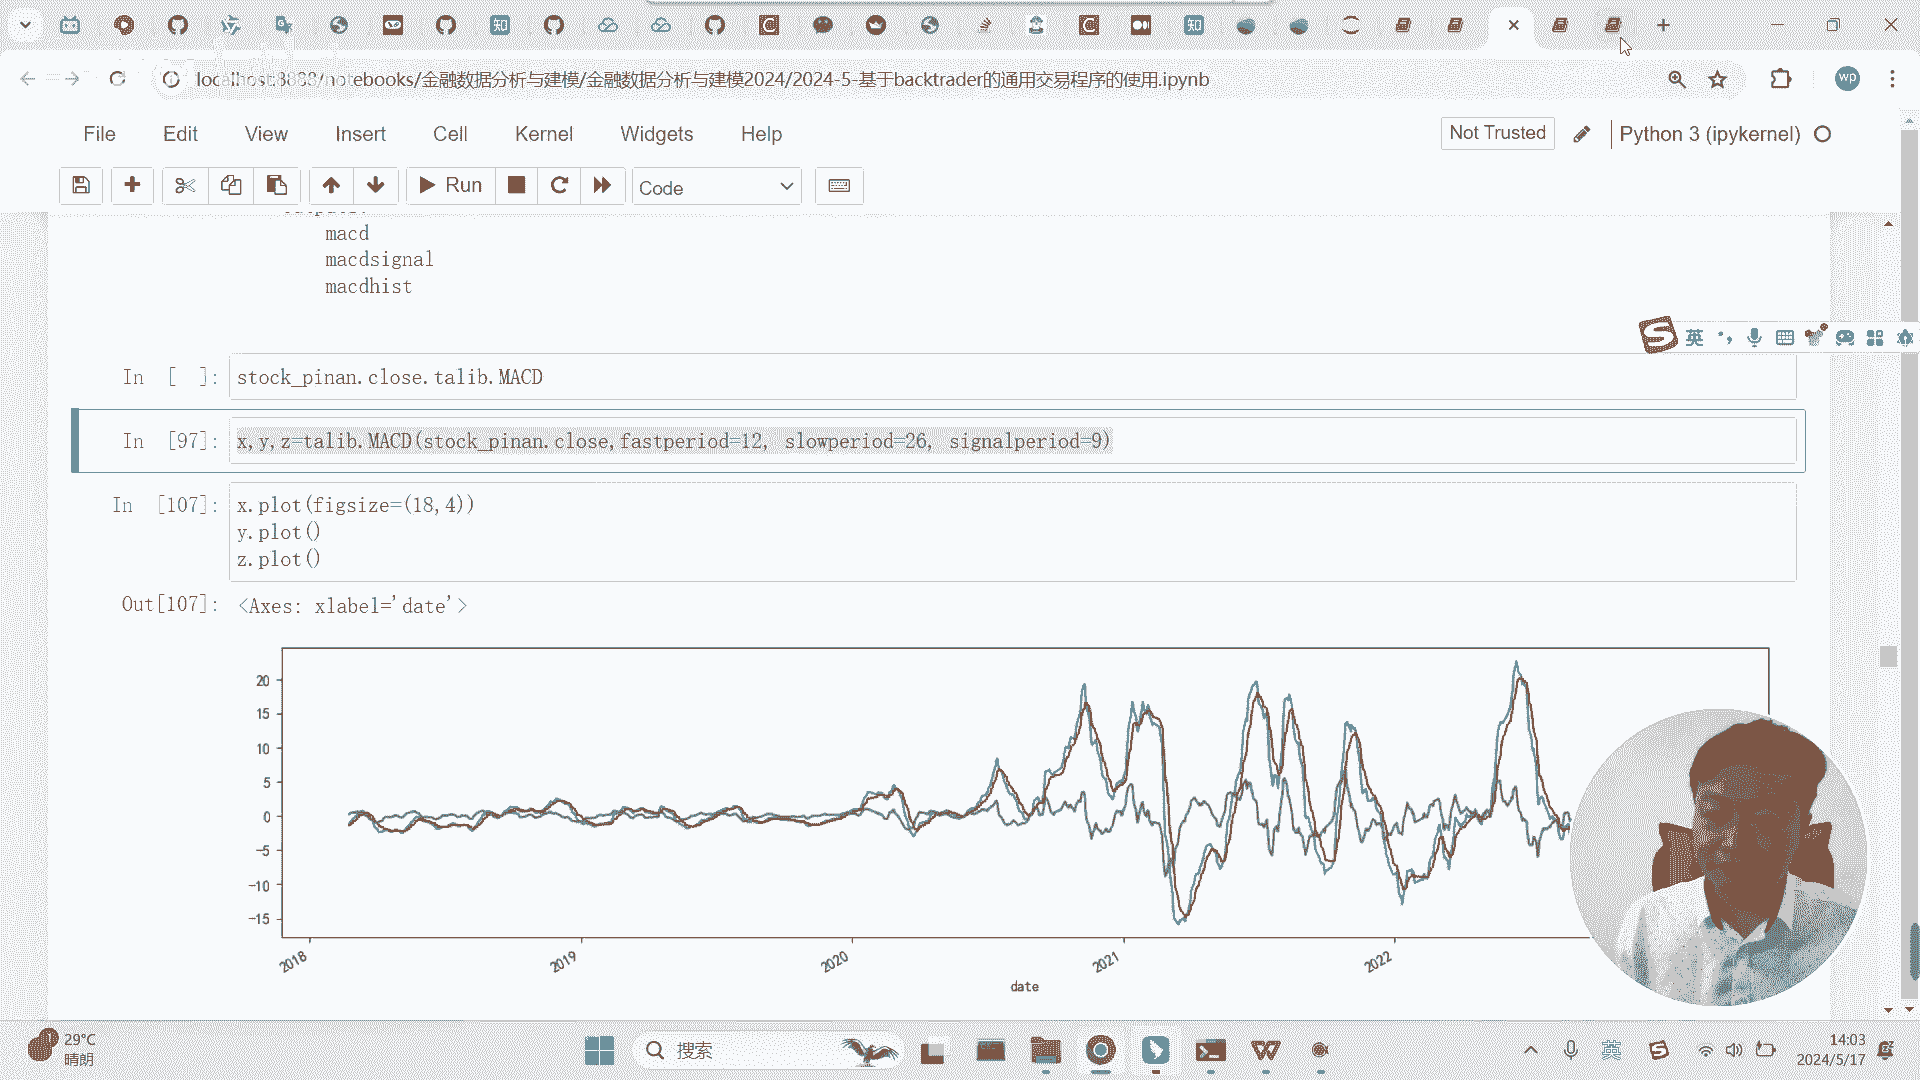 wp
localhost:8888/notebooks/金融数据分析与建模/金融数据分析与建模2024/2024-5-基于backtrader的通用交易程序的使用.ipynb
File Edit View Insert Cell Kernel Widgets Help
Not Trusted
Python 3 (ipykernel)
Run
Code
macd
macdsignal
macdhist
英
In [ ]: stock_pinan.close.talib.MACD
In [97]: x,y,z=talib.MACD(stock_pinan.close,fastperiod=12, slowperiod=26, signalperiod=9)
In [107]: x.plot(figsize=(18,4))
y.plot()
z.plot()
Out[107]: <Axes: xlabel='date'>
20
15
10
5
0
-5
-10
-15
2018 2019 2020 2021 2022
date
29°C
晴朗
搜索
英
14:03
2024/5/17